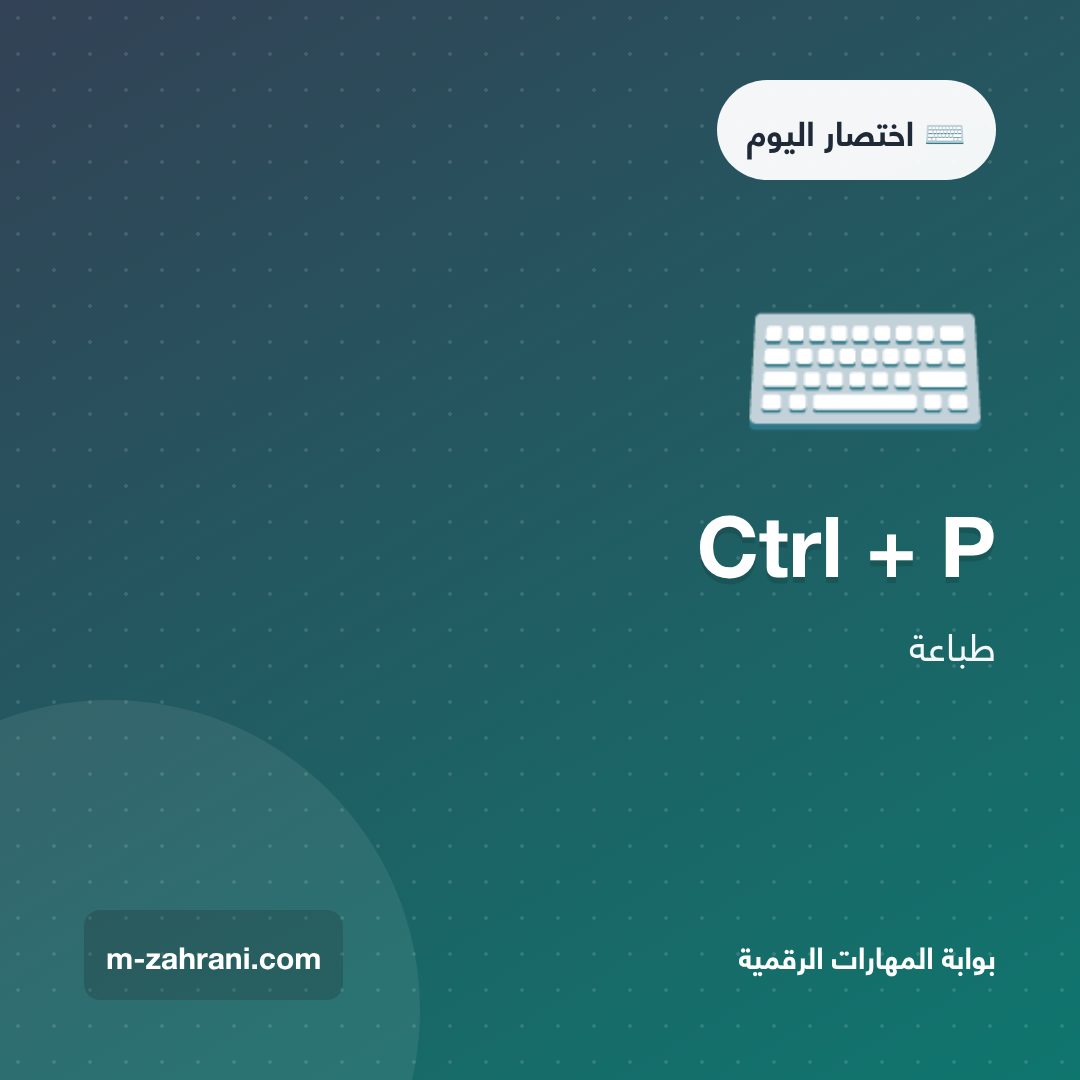 ⌨️ اختصار اليوم
Ctrl + P
طباعة
بوابة المهارات الرقمية
m-zahrani.com